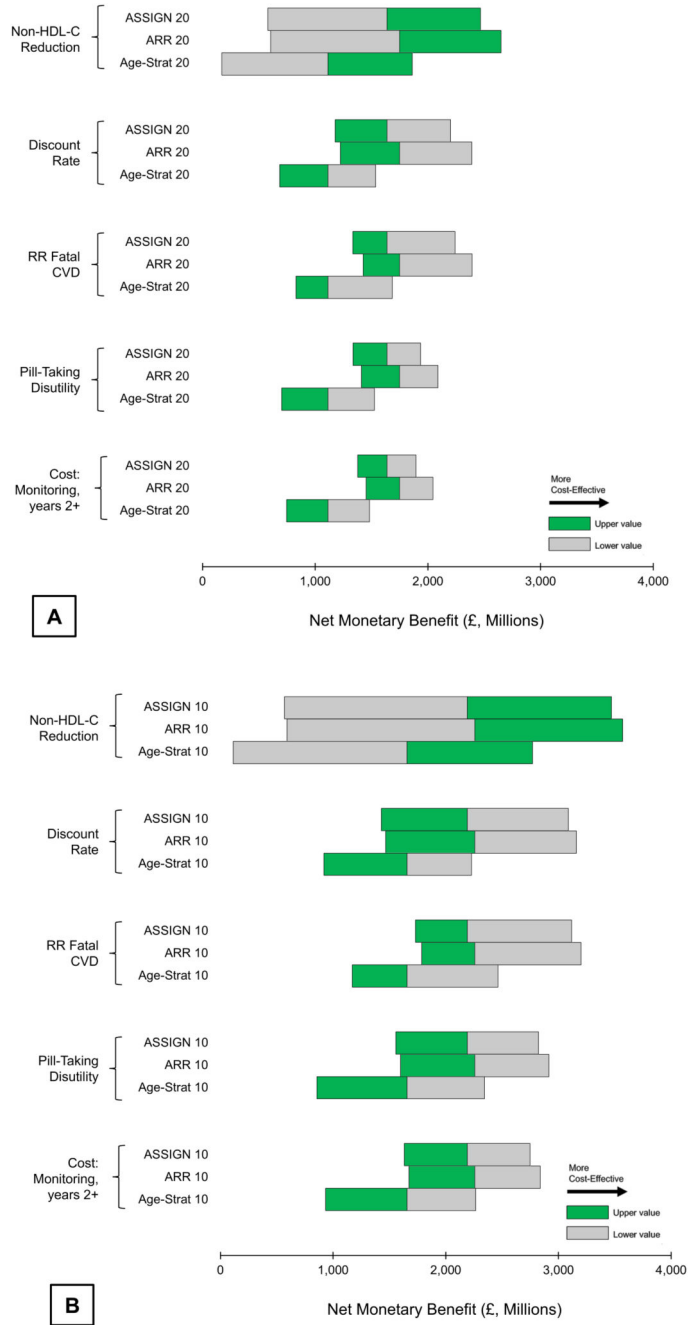 ASSIGN 20
Non-HDL-C
Reduction
ARR 20
Age-Strat 20
ASSIGN 20
Discount
Rate
ARR 20
Age-Strat 20
ASSIGN 20
RR Fatal
CVD
ARR 20
Age-Strat 20
ASSIGN 20
Pill-Taking
Disutility
ARR 20
Age-Strat 20
ASSIGN 20
Cost:
Monitoring,
years 2+
ARR 20
Age-Strat 20
More
Cost-Effective
Upper value
Lower value
0 1,000 2,000 3,000 4,000
A
Net Monetary Benefit (£, Millions)
ASSIGN 10
Non-HDL-C
Reduction
ARR 10
Age-Strat 10
ASSIGN 10
Discount
Rate
ARR 10
Age-Strat 10
ASSIGN 10
RR Fatal
CVD
ARR 10
Age-Strat 10
ASSIGN 10
Pill-Taking
Disutility
ARR 10
Age-Strat 10
ASSIGN 10
Cost:
Monitoring,
years 2+
ARR 10
Age-Strat 10
More
Cost-Effective
Upper value
Lower value
0 1,000 2,000 3,000 4,000
B
Net Monetary Benefit (£, Millions)